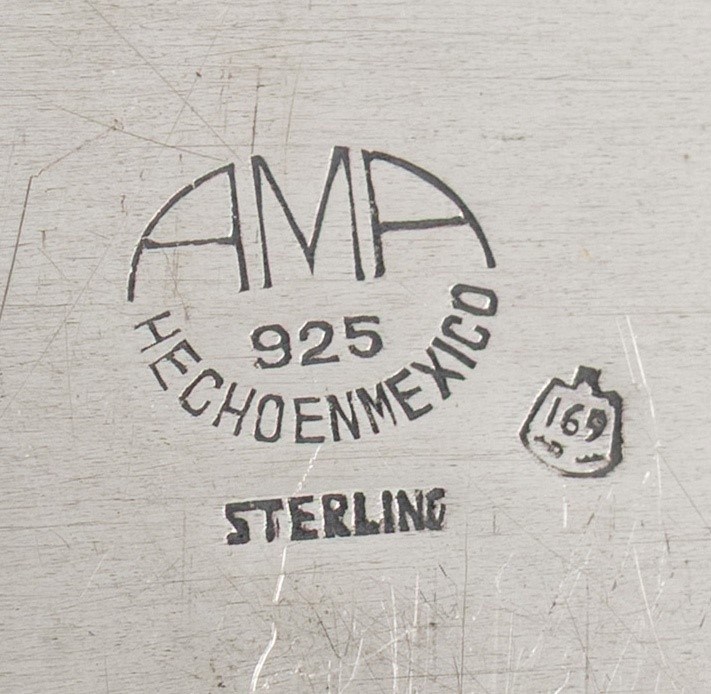 AMA
925
HECHOENMEXICO
169
STERLING